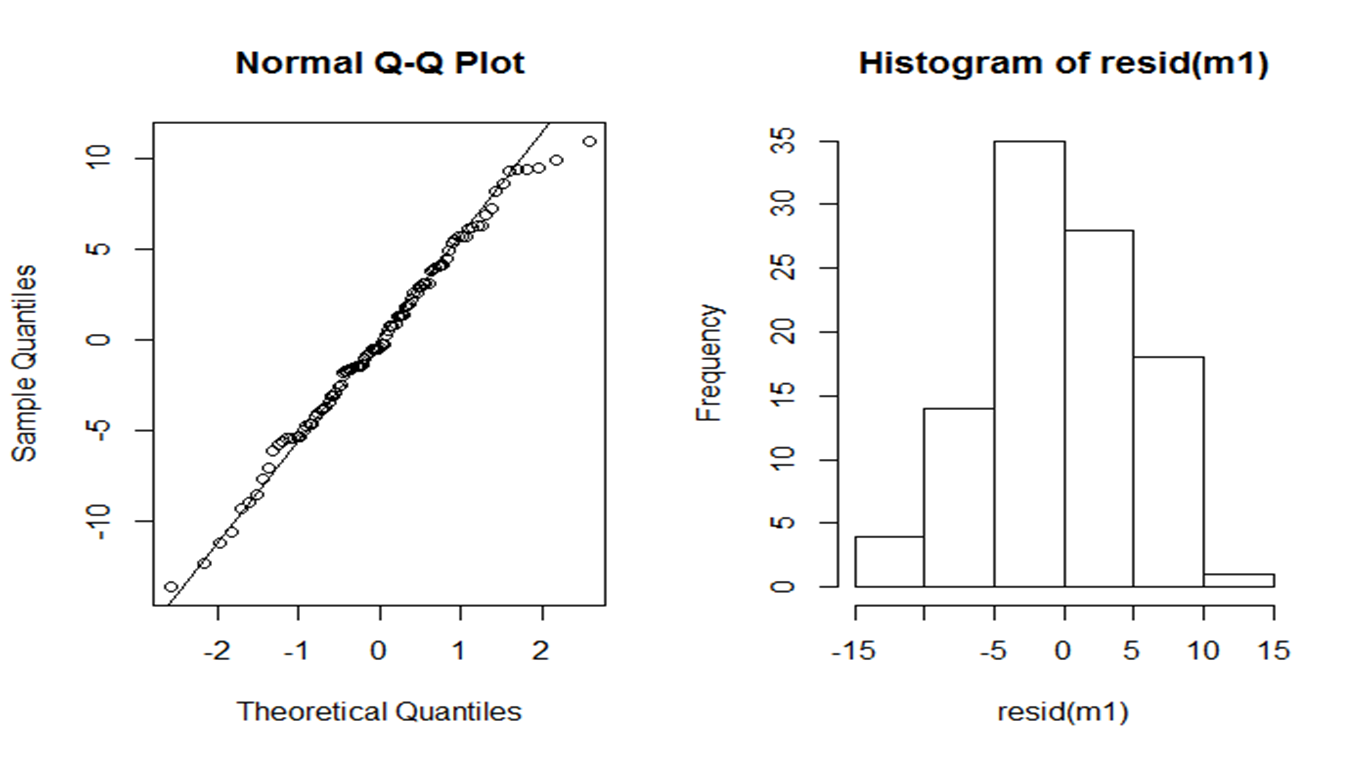 Normal Q-Q Plot
Sample Quantiles
10
5
0
-5
-10
-2 -1 0 1 2
Theoretical Quantiles
Histogram of resid(m1)
Frequency
35
30
25
20
15
10
5
0
-15 -5 0 5 10 15
resid(m1)